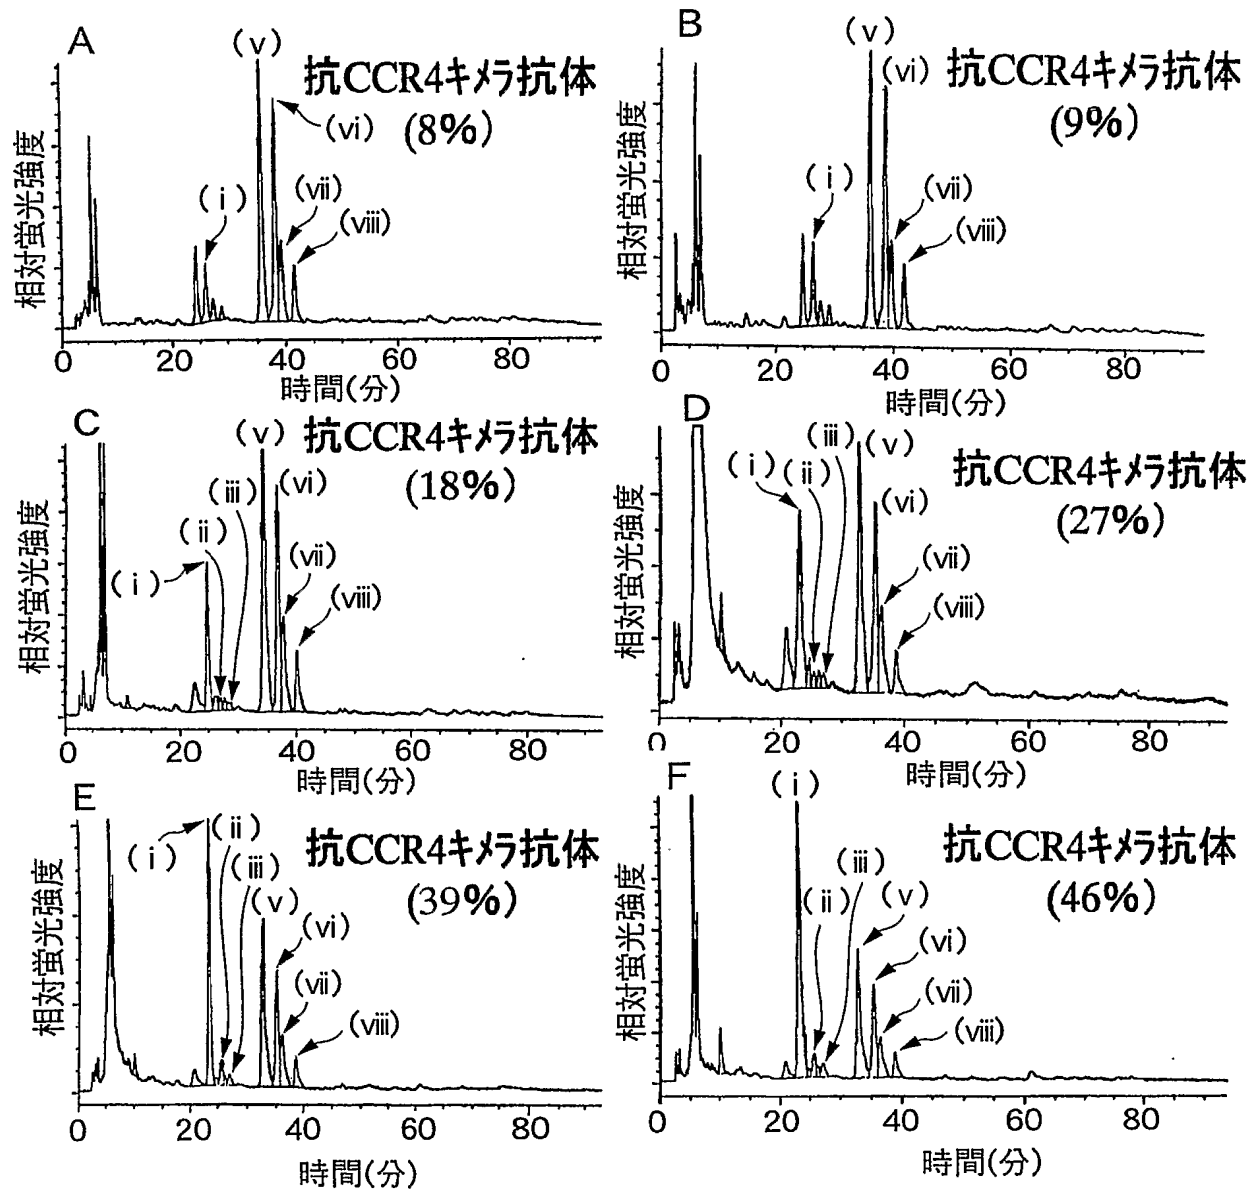 A
(ⅴ)
抗CCR4キメラ抗体
(8%)
(ⅵ)
(ⅰ)
(ⅶ)
(ⅷ)
相対蛍光強度
0 20 40 60 80
時間(分)
B
(ⅴ)
(ⅵ)
抗CCR4キメラ抗体
(9%)
(ⅰ)
(ⅶ)
(ⅷ)
相対蛍光強度
0 20 40 60 80
時間(分)
C
(ⅴ)
抗CCR4キメラ抗体
(18%)
(ⅲ)
(ⅵ)
(ⅱ)
(ⅶ)
(ⅰ)
(ⅷ)
相対蛍光強度
0 20 40 60 80
時間(分)
D
(ⅲ)
(ⅴ)
(ⅰ)
(ⅱ)
抗CCR4キメラ抗体
(27%)
(ⅵ)
(ⅶ)
(ⅷ)
相対蛍光強度
0 20 40 60 80
時間(分)
E
(ⅱ)
抗CCR4キメラ抗体
(39%)
(ⅰ)
(ⅲ)
(ⅴ)
(ⅵ)
(ⅶ)
(ⅷ)
相対蛍光強度
0 20 40 60 80
時間(分)
F
(ⅰ)
抗CCR4キメラ抗体
(46%)
(ⅲ)
(ⅱ)
(ⅴ)
(ⅵ)
(ⅶ)
(ⅷ)
相対蛍光強度
0 20 40 60 80
時間(分)